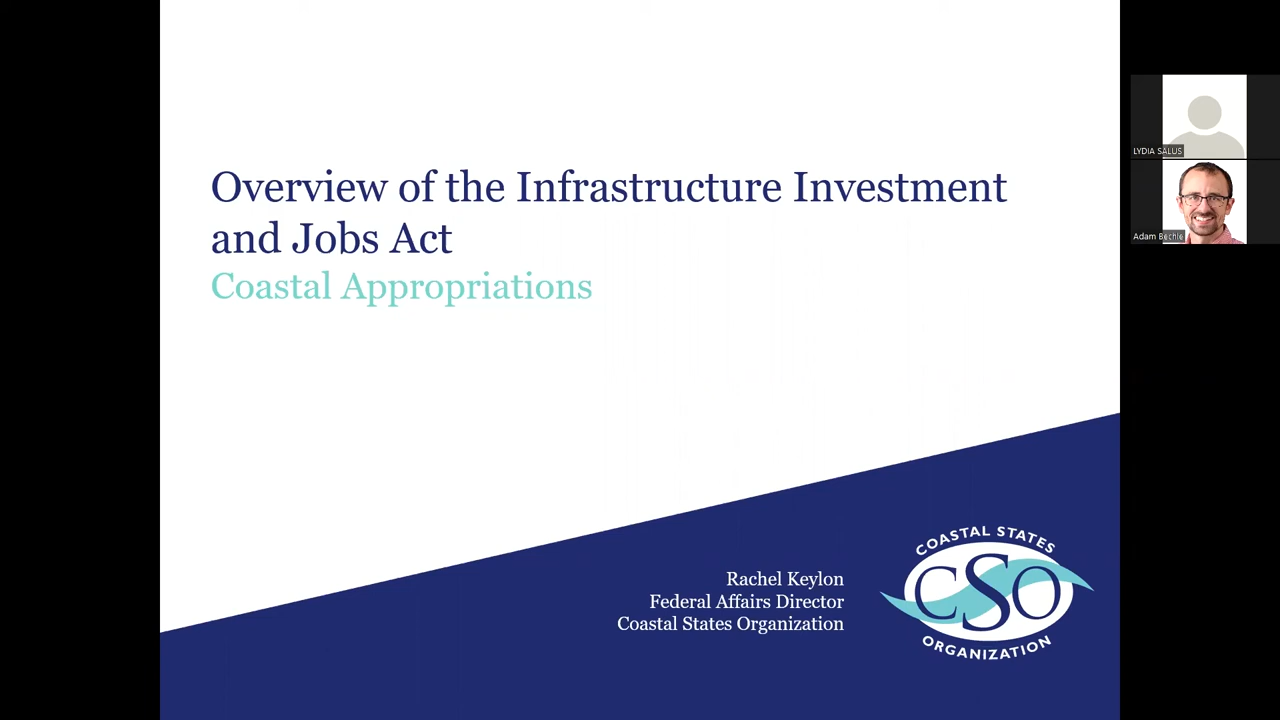 Overview of the Infrastructure Investment
and Jobs Act
Coastal Appropriations
LYDIA SALUS
Adam Bechle
Rachel Keylon
Federal Affairs Director
Coastal States Organization
COASTAL STATES
CSO
ORGANIZATION